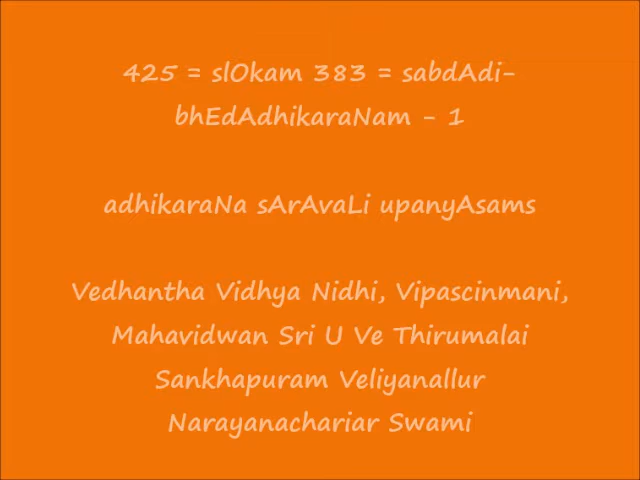 425 = slOkam 383 = sabdAdi-
bhEdAdhikaraNam - 1
adhikaraNa sArAvaLi upanyAsams
Vedhantha Vidhya Nidhi, Vipascinmani,
Mahavidwan Sri U Ve Thirumalai
Sankhapuram Veliyanallur
Narayanachariar Swami